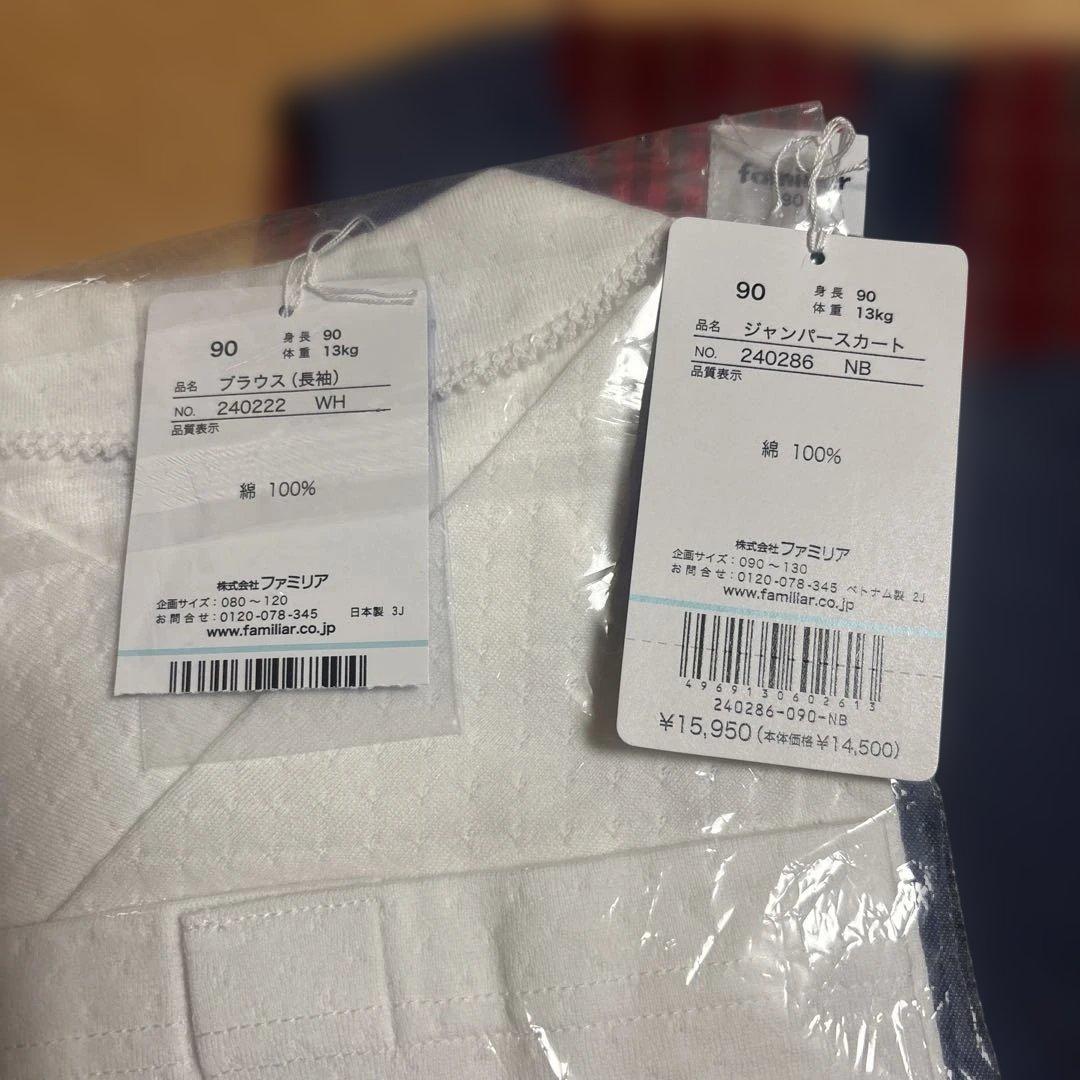 familiar
90
90
身長 90
体重 13kg
品名 ブラウス(長袖)
NO. 240222 WH
品質表示
綿 100%
株式会社ファミリア
企画サイズ:080~120
お問合せ:0120-078-345 日本製 3J
www.familiar.co.jp
90
身長 90
体重 13kg
品名 ジャンパースカート
NO. 240286 NB
品質表示
綿 100%
株式会社ファミリア
企画サイズ:090~130
お問合せ:0120-078-345 ベトナム製 2J
www.familiar.co.jp
4969130602613
240286-090-NB
¥15,950(本体価格¥14,500)